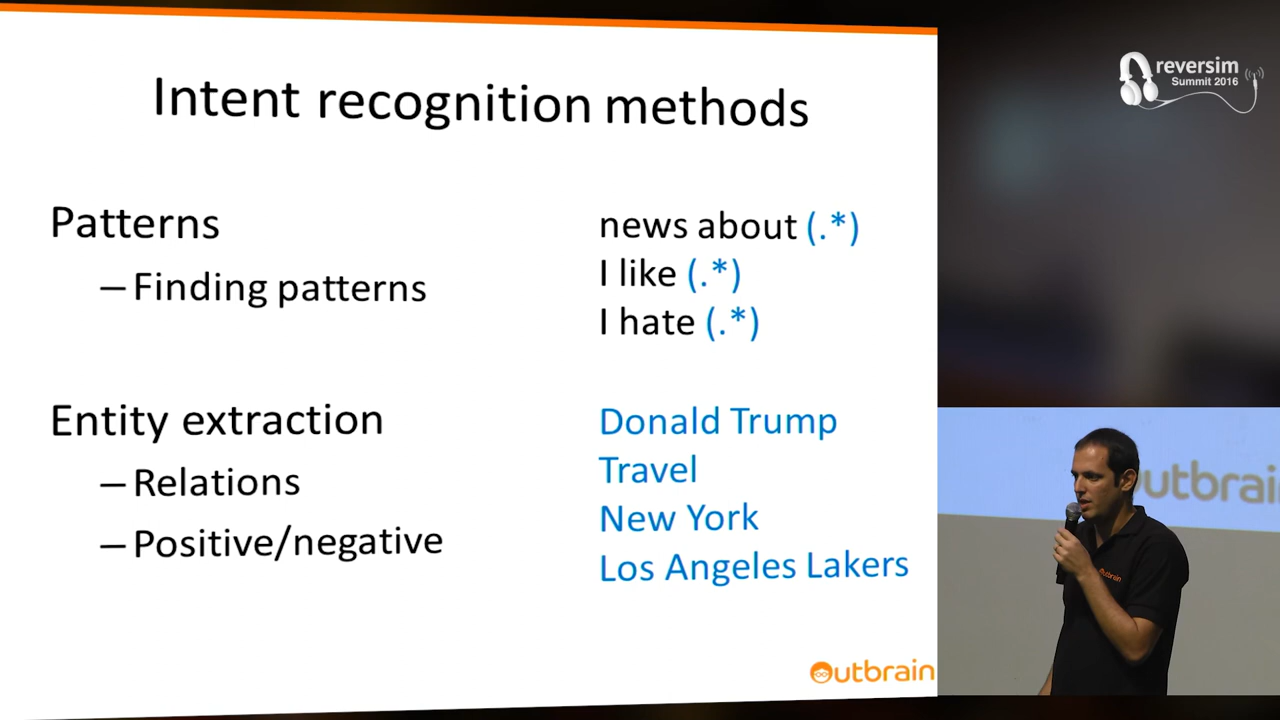 Intent recognition methods
Patterns
– Finding patterns
news about (.*)
I like (.*)
I hate (.*)
Entity extraction
– Relations
– Positive/negative
Donald Trump
Travel
New York
Los Angeles Lakers
Outbrain
reversim
Summit 2016
utbrain
Outbrain